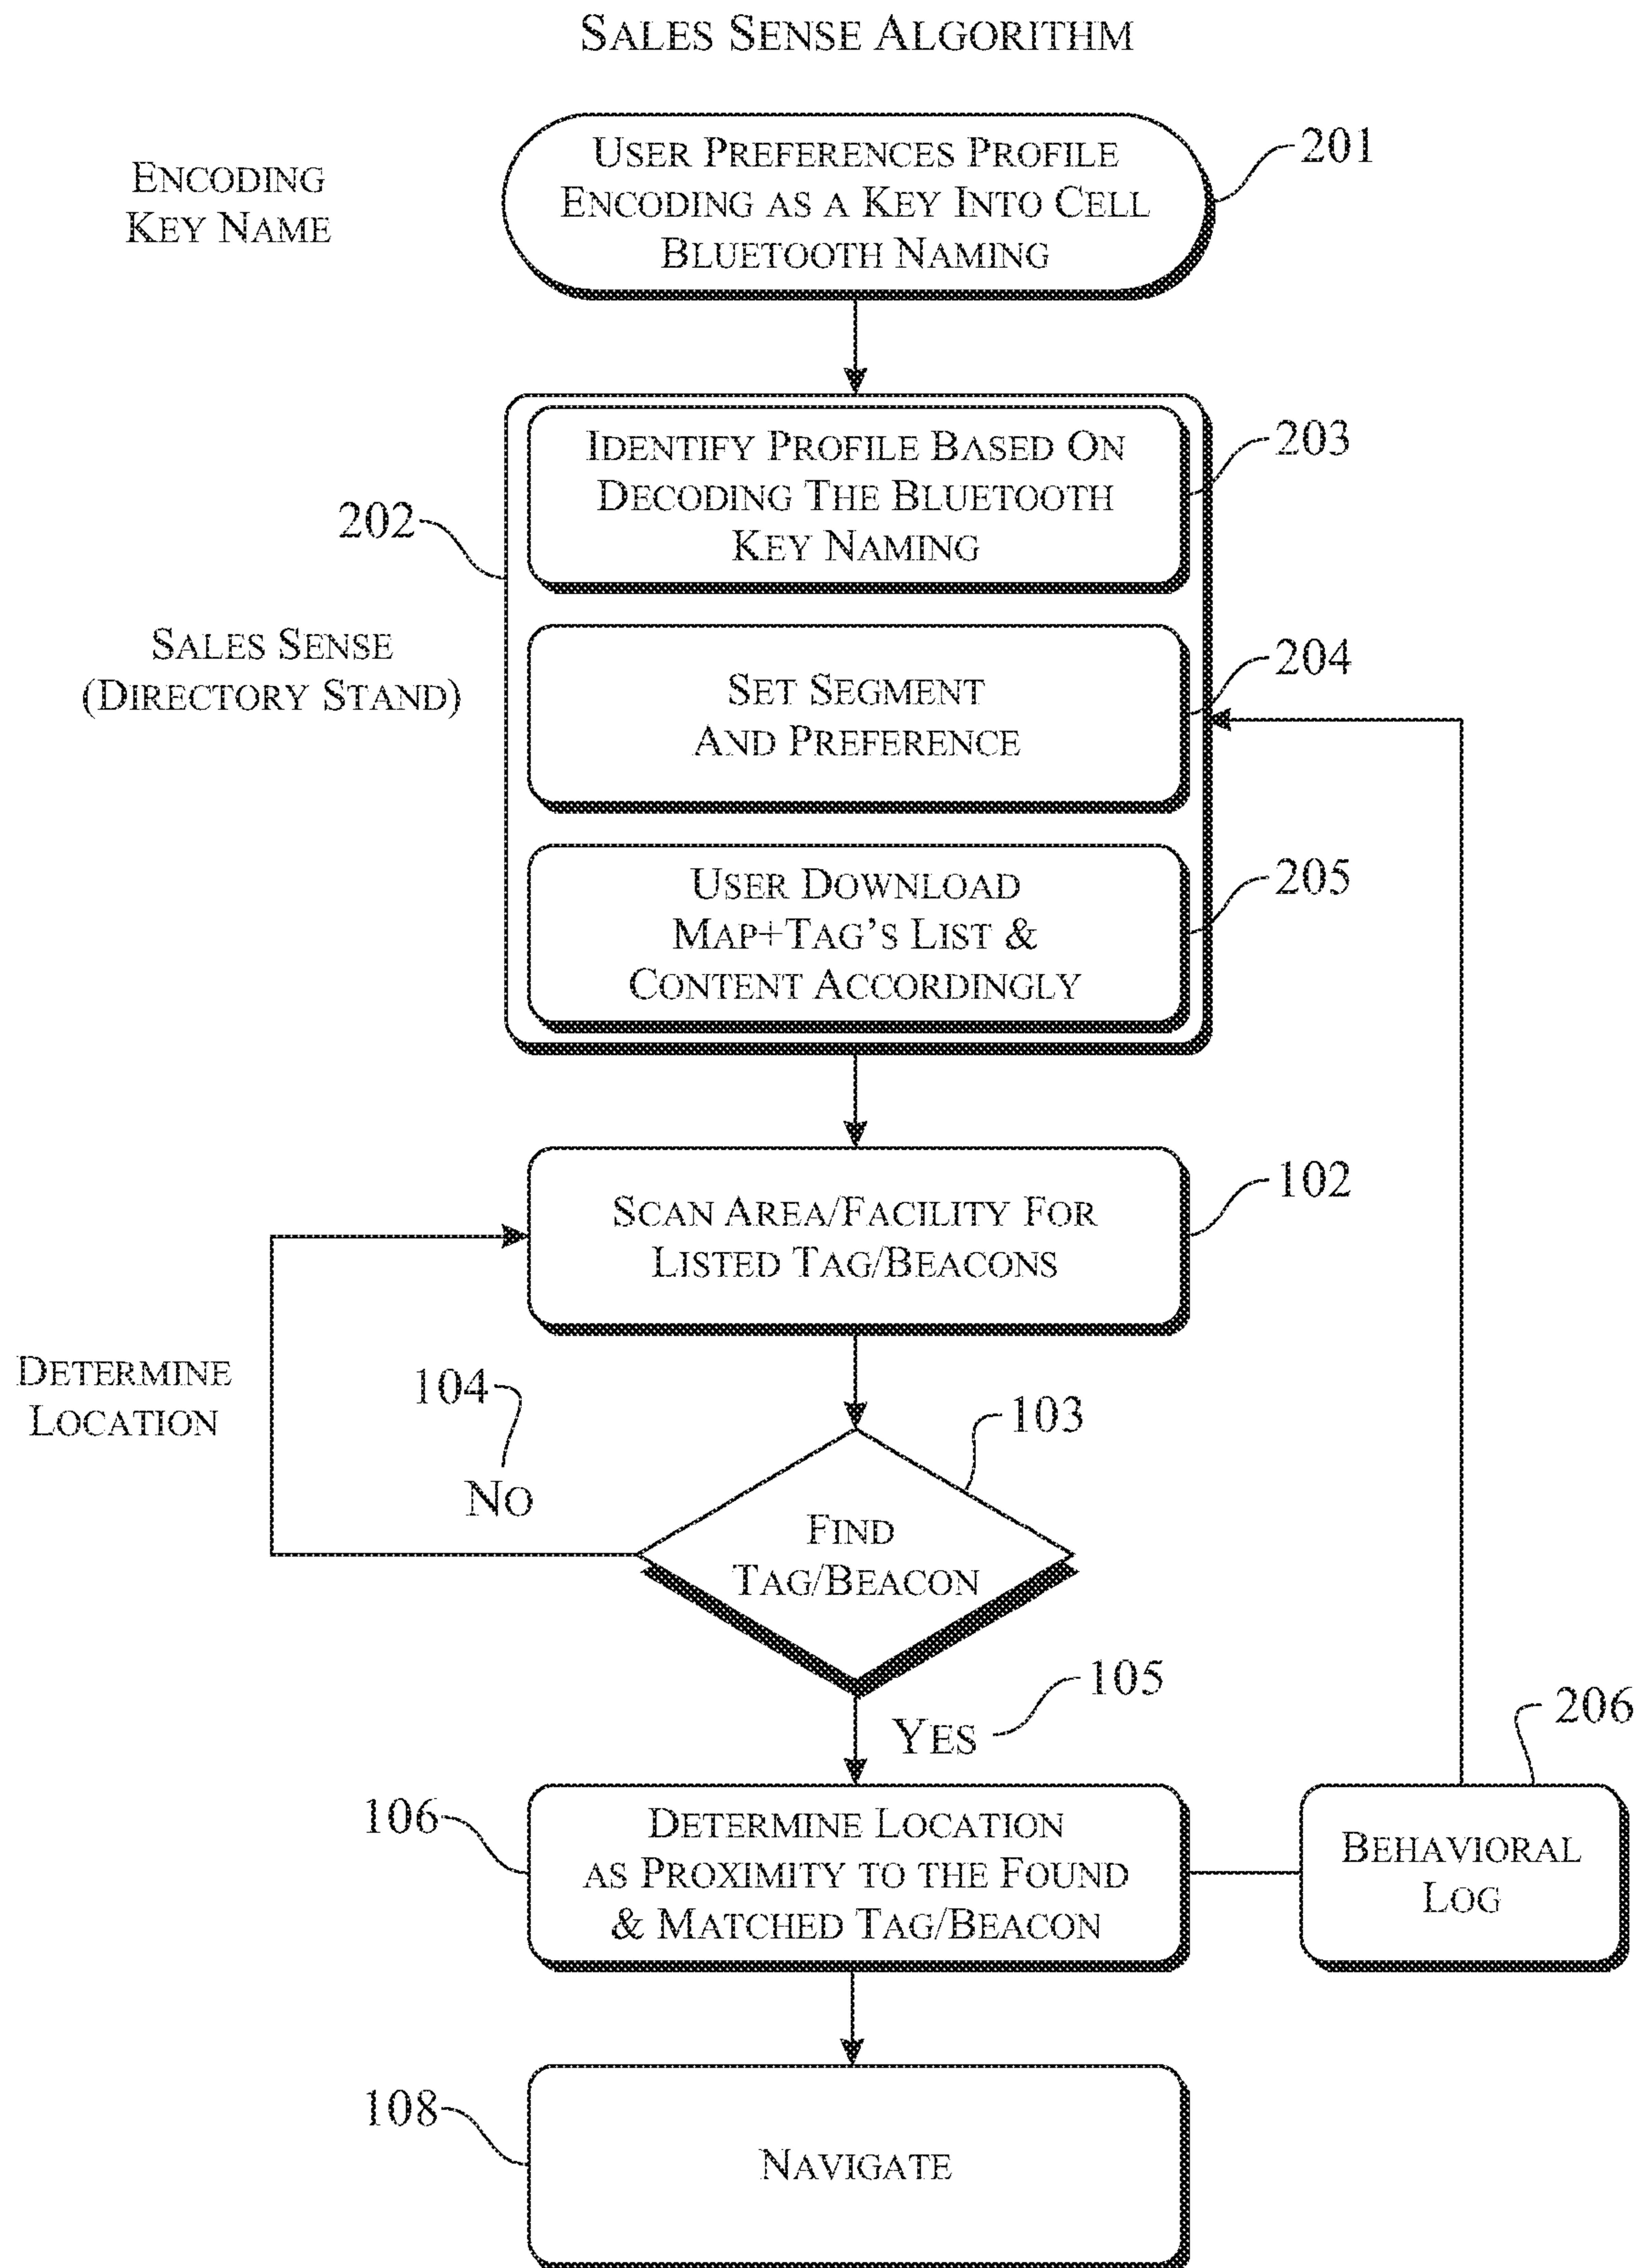 SALES SENSE ALGORITHM
ENCODING
KEY NAME
USER PREFERENCES PROFILE
ENCODING AS A KEY INTO CELL
BLUETOOTH NAMING
201
202
SALES SENSE
(DIRECTORY STAND)
IDENTIFY PROFILE BASED ON
DECODING THE BLUETOOTH
KEY NAMING
203
SET SEGMENT
AND PREFERENCE
204
USER DOWNLOAD
MAP+TAG'S LIST &
CONTENT ACCORDINGLY
205
SCAN AREA/FACILITY FOR
LISTED TAG/BEACONS
102
DETERMINE
LOCATION
104
NO
103
FIND
TAG/BEACON
105
YES
106
DETERMINE LOCATION
AS PROXIMITY TO THE FOUND
& MATCHED TAG/BEACON
206
BEHAVIORAL
LOG
108
NAVIGATE